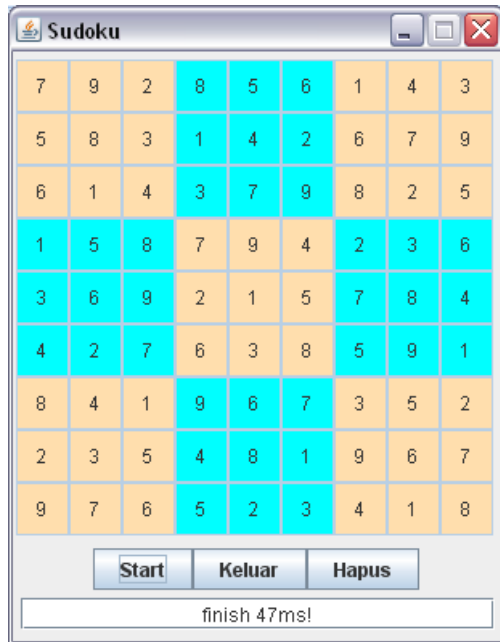 Sudoku
7 9 2 8 5 6 1 4 3
5 8 3 1 4 2 6 7 9
6 1 4 3 7 9 8 2 5
1 5 8 7 9 4 2 3 6
3 6 9 2 1 5 7 8 4
4 2 7 6 3 8 5 9 1
8 4 1 9 6 7 3 5 2
2 3 5 4 8 1 9 6 7
9 7 6 5 2 3 4 1 8
Start Keluar Hapus
finish 47ms!